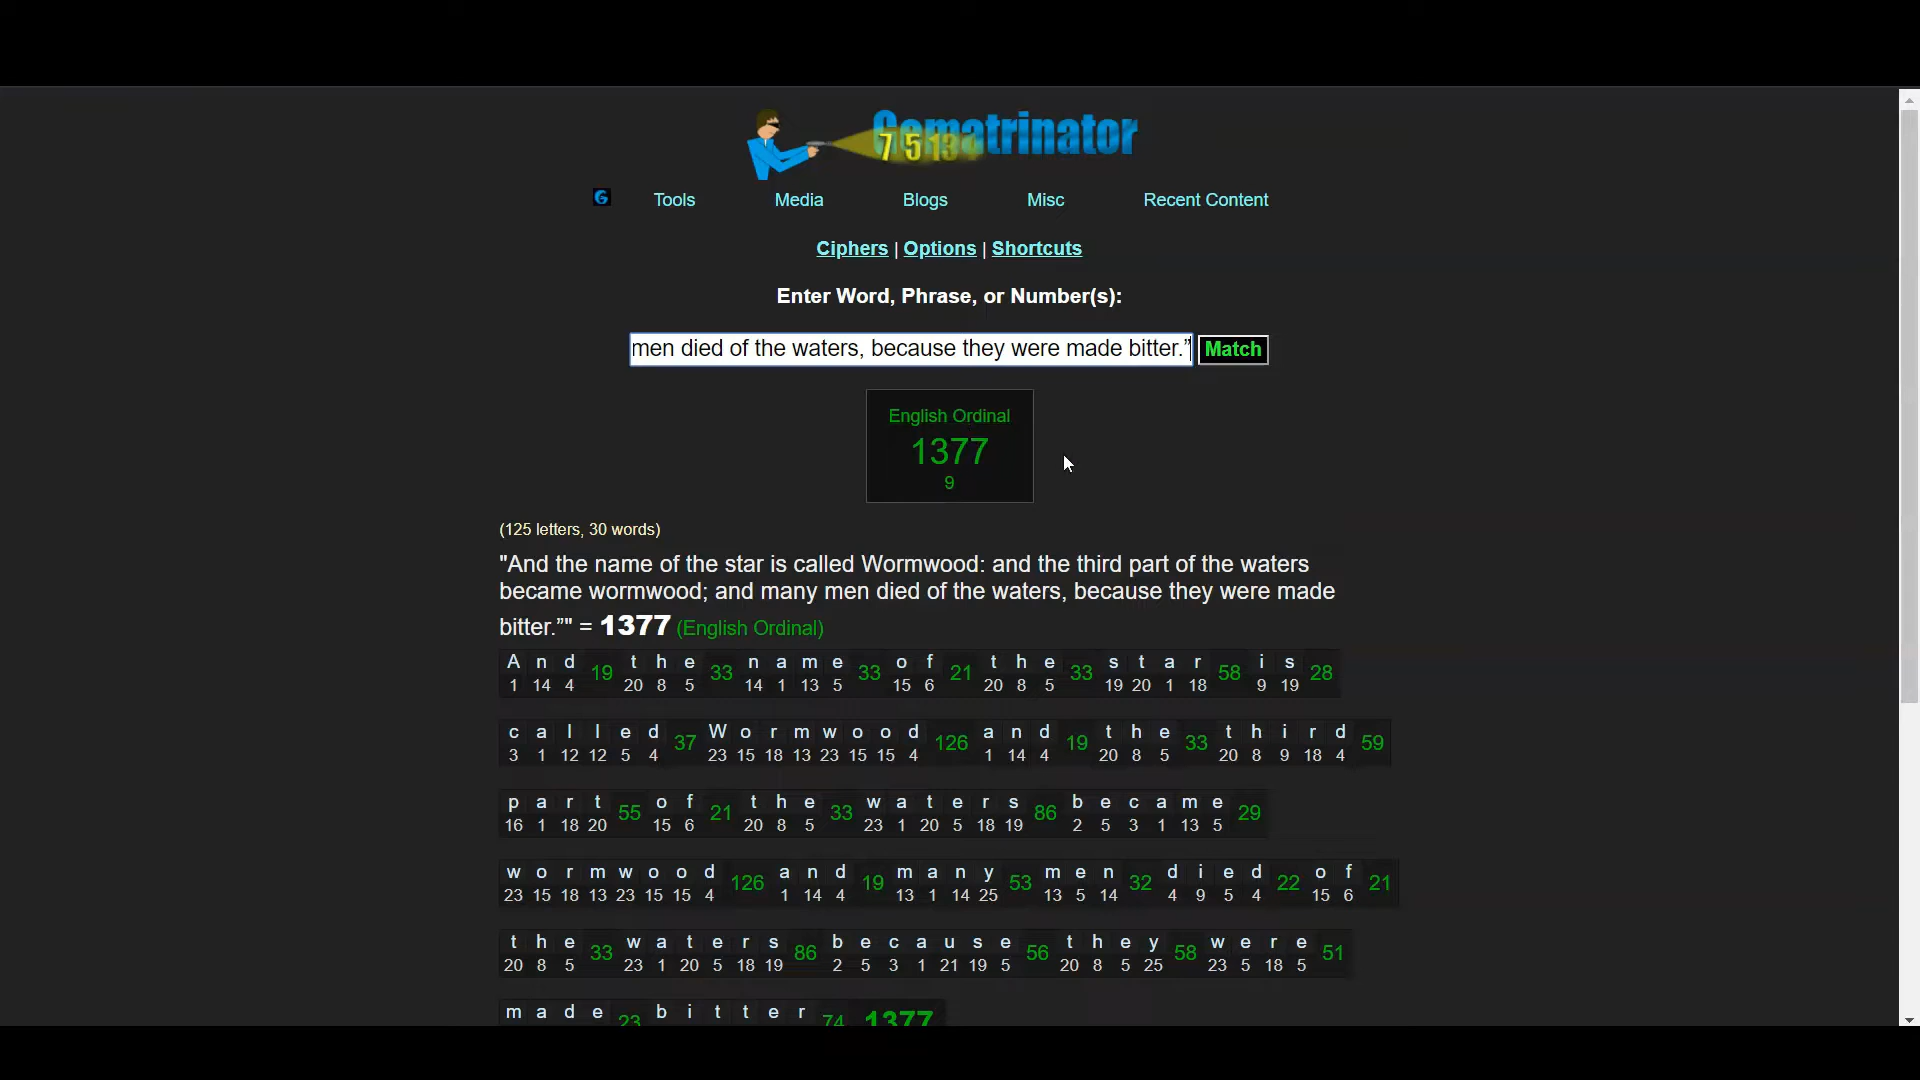 Gematrinator
7 5 134
G Tools Media Blogs Misc Recent Content
Ciphers | Options | Shortcuts
Enter Word, Phrase, or Number(s):
men died of the waters, because they were made bitter.” Match
English Ordinal
1377
9
(125 letters, 30 words)
"And the name of the star is called Wormwood: and the third part of the waters
became wormwood; and many men died of the waters, because they were made
bitter.”" = 1377 (English Ordinal)
A n d 19 t h e 33 n a m e 33 o f 21 t h e 33 s t a r 58 i s 28
1 14 4 20 8 5 14 1 13 5 15 6 20 8 5 19 20 1 18 9 19
c a l l e d 37 W o r m w o o d 126 a n d 19 t h e 33 t h i r d 59
3 1 12 12 5 4 23 15 18 13 23 15 15 4 1 14 4 20 8 5 20 8 9 18 4
p a r t 55 o f 21 t h e 33 w a t e r s 86 b e c a m e 29
16 1 18 20 15 6 20 8 5 23 1 20 5 18 19 2 5 3 1 13 5
w o r m w o o d 126 a n d 19 m a n y 53 m e n 32 d i e d 22 o f 21
23 15 18 13 23 15 15 4 1 14 4 13 1 14 25 13 5 14 4 9 5 4 15 6
t h e 33 w a t e r s 86 b e c a u s e 56 t h e y 58 w e r e 51
20 8 5 23 1 20 5 18 19 2 5 3 1 21 19 5 20 8 5 25 23 5 18 5
m a d e 23 b i t t e r 74 1377